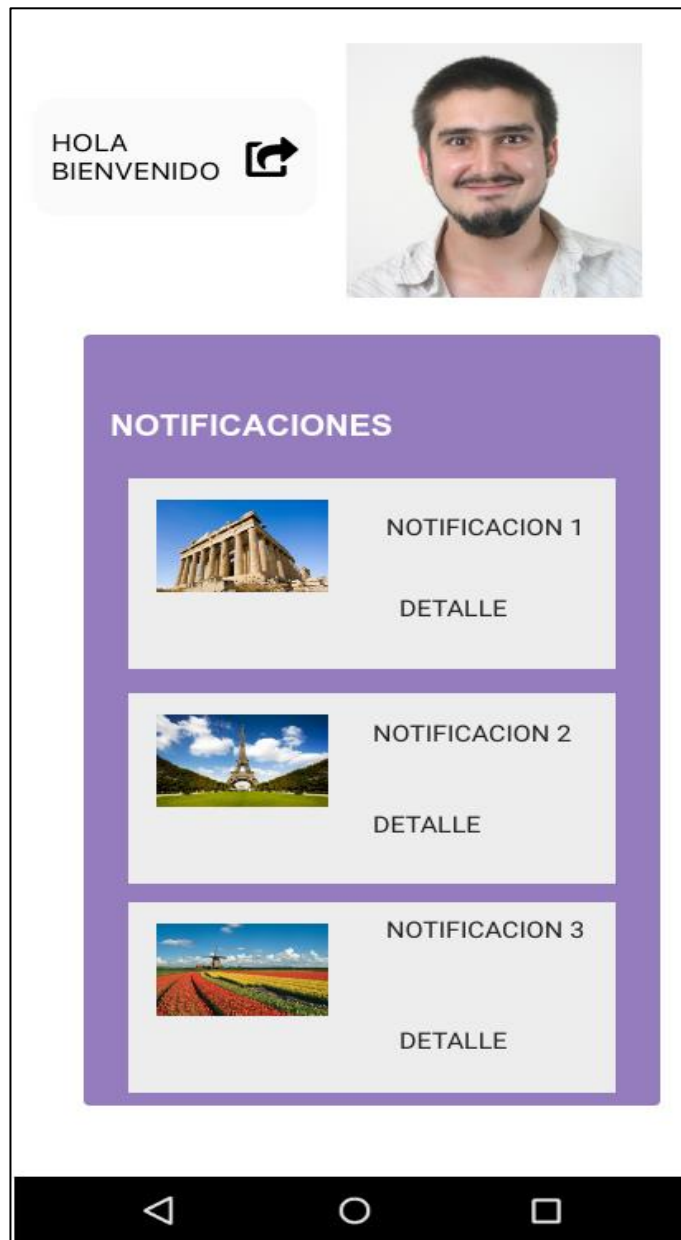 HOLA
BIENVENIDO
NOTIFICACIONES
NOTIFICACION 1
DETALLE
NOTIFICACION 2
DETALLE
NOTIFICACION 3
DETALLE